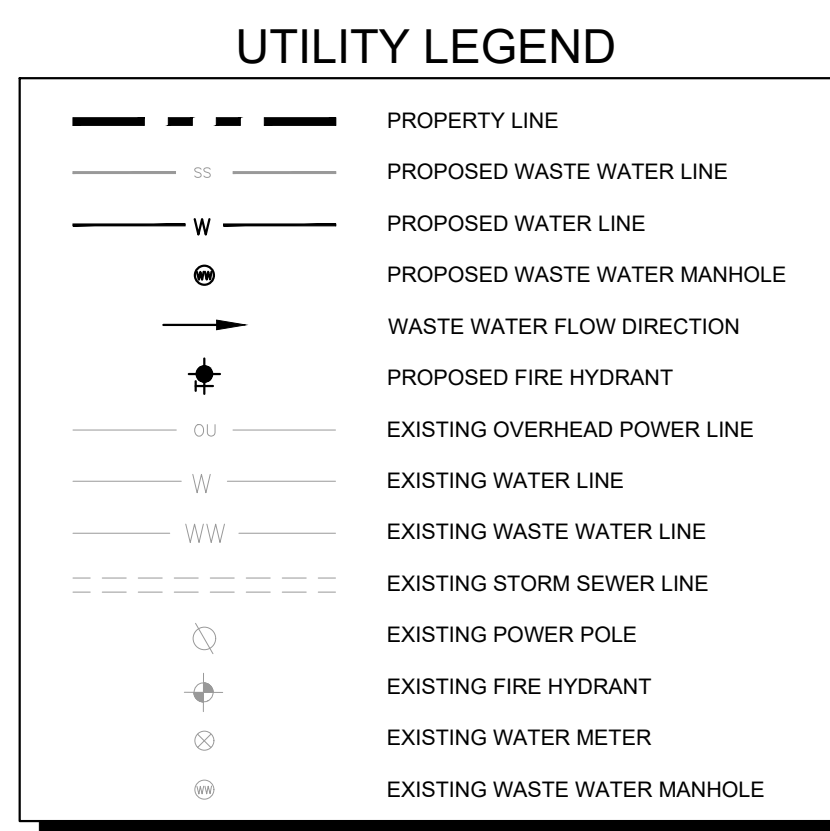 UTILITY LEGEND
PROPERTY LINE
SS PROPOSED WASTE WATER LINE
W PROPOSED WATER LINE
WW PROPOSED WASTE WATER MANHOLE
WASTE WATER FLOW DIRECTION
PROPOSED FIRE HYDRANT
OU EXISTING OVERHEAD POWER LINE
W EXISTING WATER LINE
WW EXISTING WASTE WATER LINE
EXISTING STORM SEWER LINE
EXISTING POWER POLE
EXISTING FIRE HYDRANT
EXISTING WATER METER
WW EXISTING WASTE WATER MANHOLE